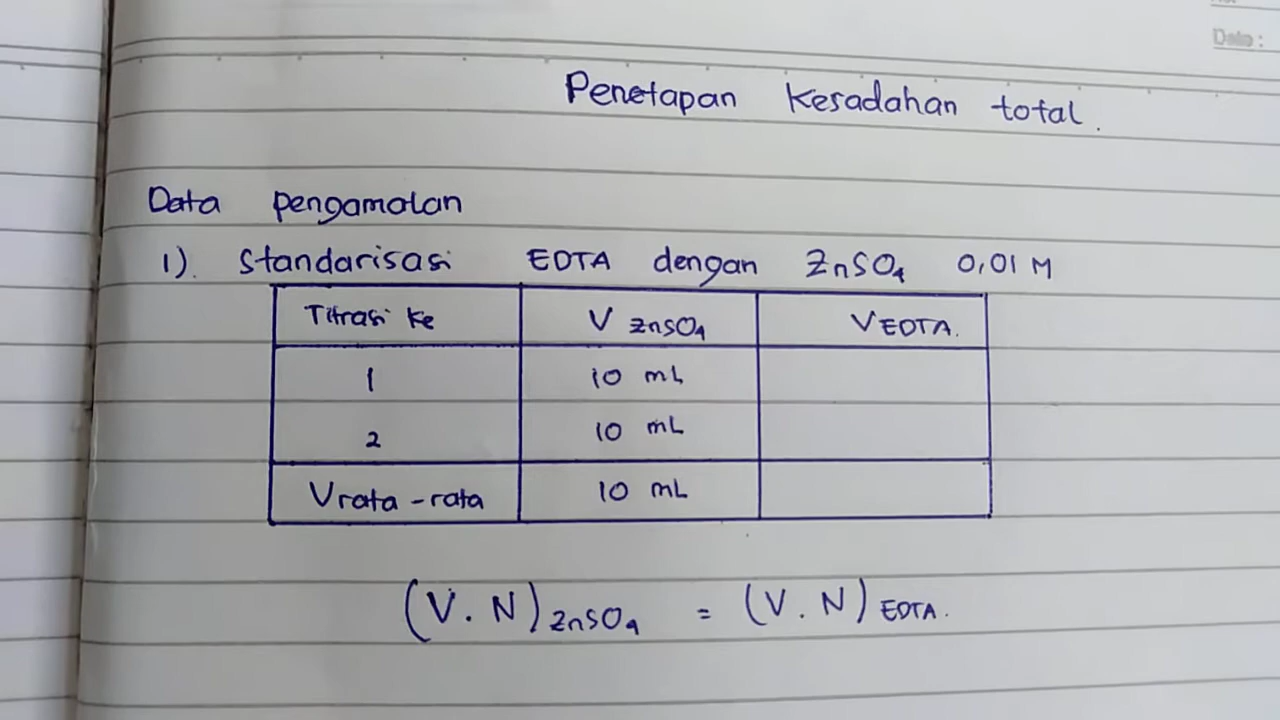 Date:
Penetapan Kesadahan total.
Data pengamatan
1). Standarisasi EDTA dengan ZnSO4 0,01 M
Titrasi ke V ZnSO4 V EDTA.
1 10 mL
2 10 mL
V rata-rata 10 mL
(V. N) ZnSO4 = (V. N) EDTA.